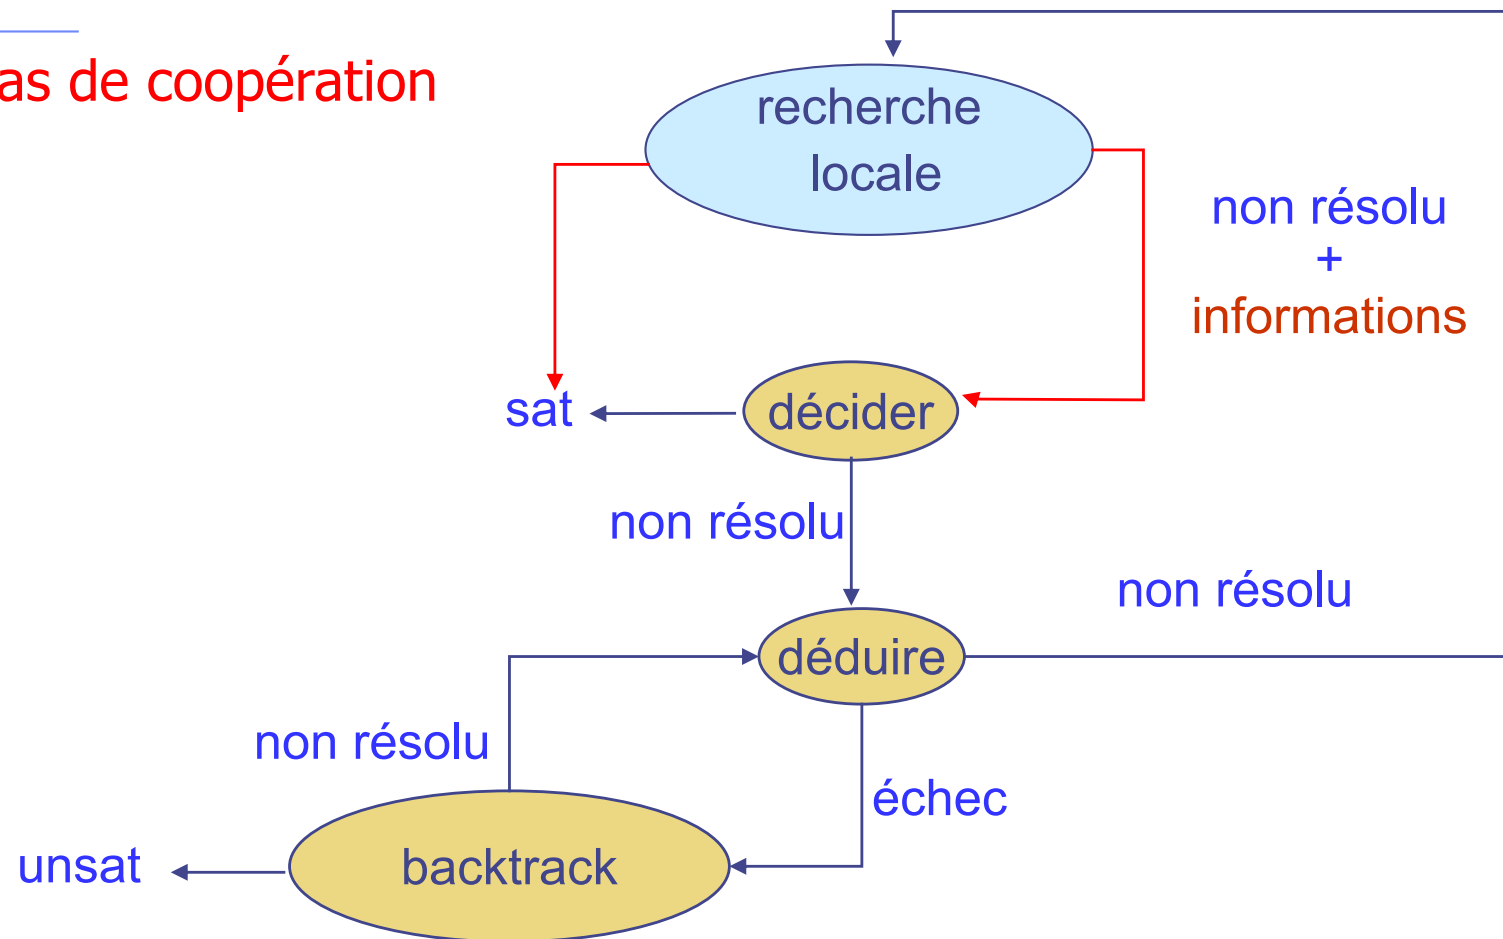 as de coopération
recherche
locale
non résolu
+
informations
sat
décider
non résolu
non résolu
déduire
non résolu
échec
unsat
backtrack